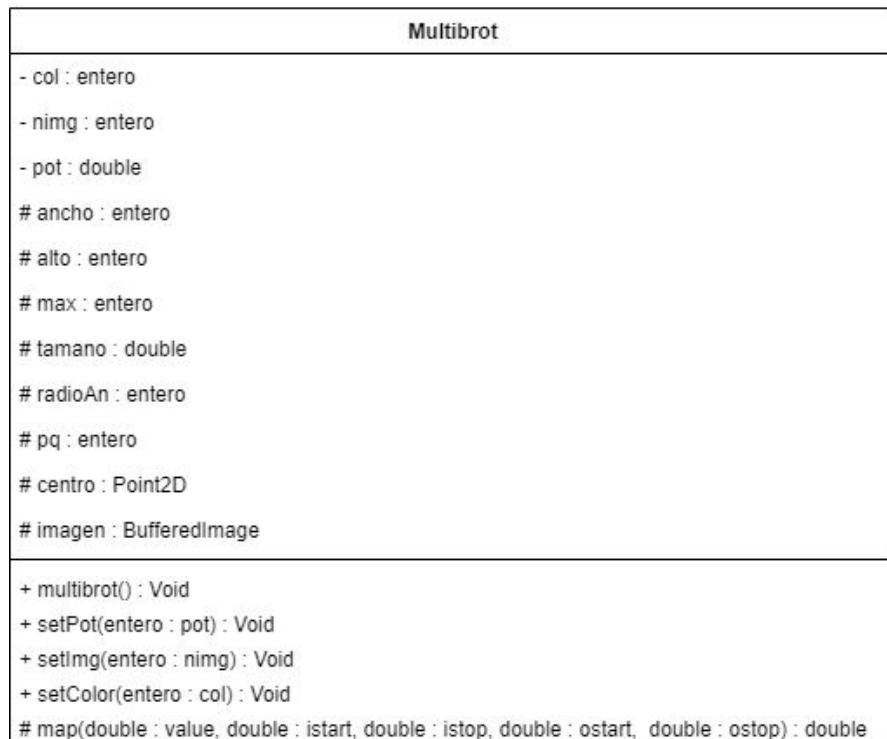 Multibrot
- col : entero
- nimg : entero
- pot : double
# ancho : entero
# alto : entero
# max : entero
# tamano : double
# radioAn : entero
# pq : entero
# centro : Point2D
# imagen : BufferedImage
+ multibrot() : Void
+ setPot(entero : pot) : Void
+ setImg(entero : nimg) : Void
+ setColor(entero : col) : Void
# map(double : value, double : istart, double : istop, double : ostart, double : ostop) : double